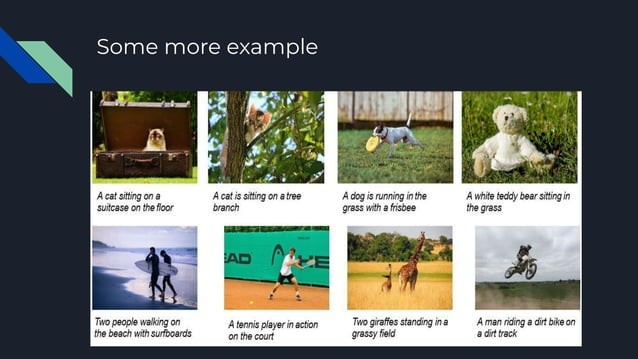 Some more example
A cat sitting on a
suitcase on the floor
A cat is sitting on a tree
branch
A dog is running in the
grass with a frisbee
A white teddy bear sitting in
the grass
EAD
HE
Two people walking on
the beach with surfboards
A tennis player in action
on the court
Two giraffes standing in a
grassy field
A man riding a dirt bike on
a dirt track